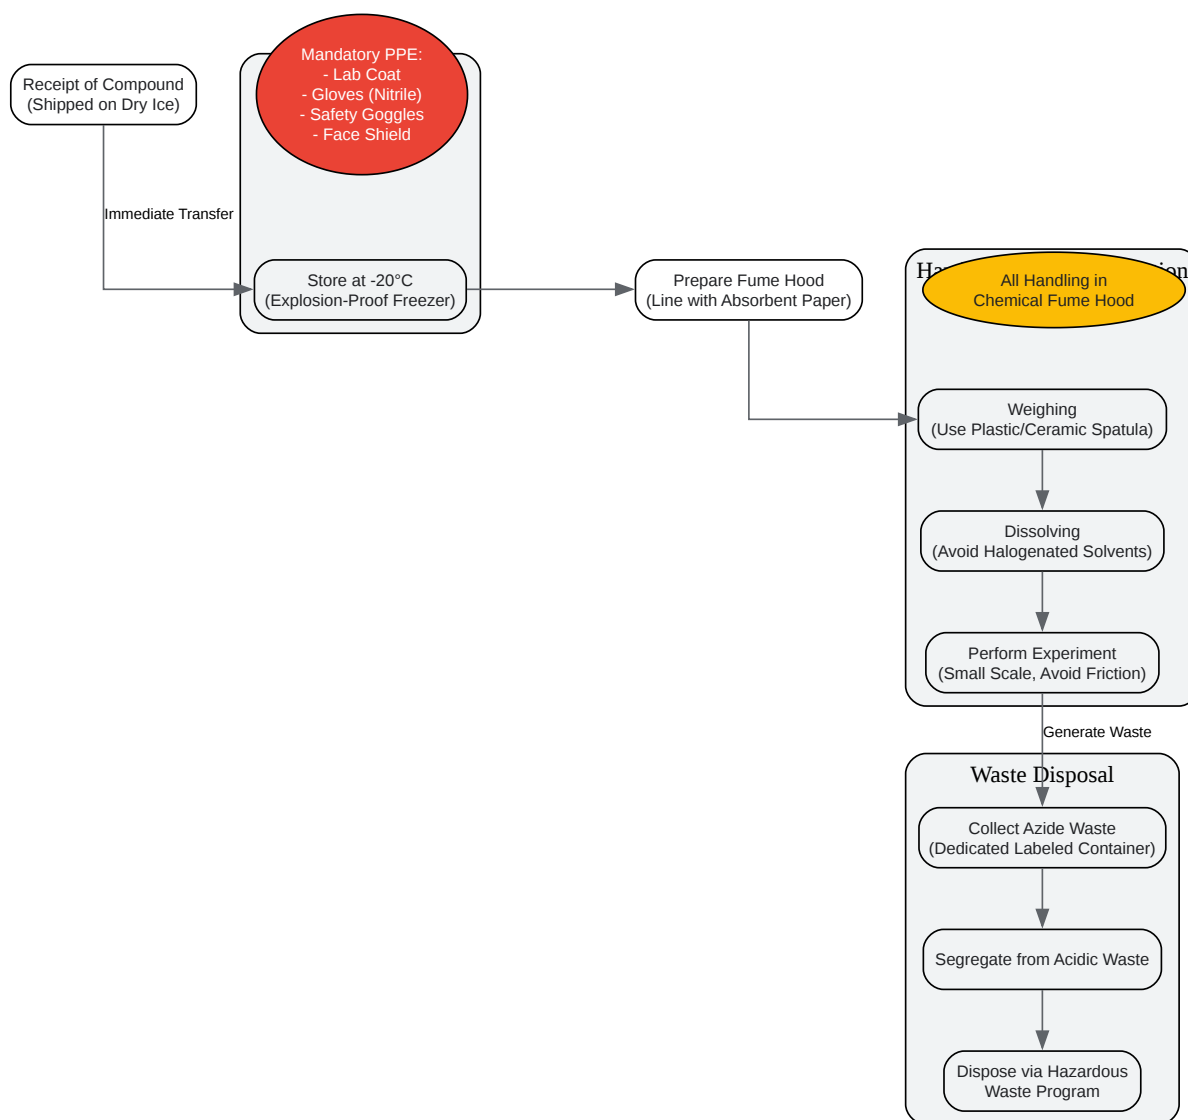 Receipt of Compound
(Shipped on Dry Ice)
Immediate Transfer
Mandatory PPE:
- Lab Coat
- Gloves (Nitrile)
- Safety Goggles
- Face Shield
Store at -20°C
(Explosion-Proof Freezer)
Prepare Fume Hood
(Line with Absorbent Paper)
All Handling in
Chemical Fume Hood
Weighing
(Use Plastic/Ceramic Spatula)
Dissolving
(Avoid Halogenated Solvents)
Perform Experiment
(Small Scale, Avoid Friction)
Generate Waste
Waste Disposal
Collect Azide Waste
(Dedicated Labeled Container)
Segregate from Acidic Waste
Dispose via Hazardous
Waste Program